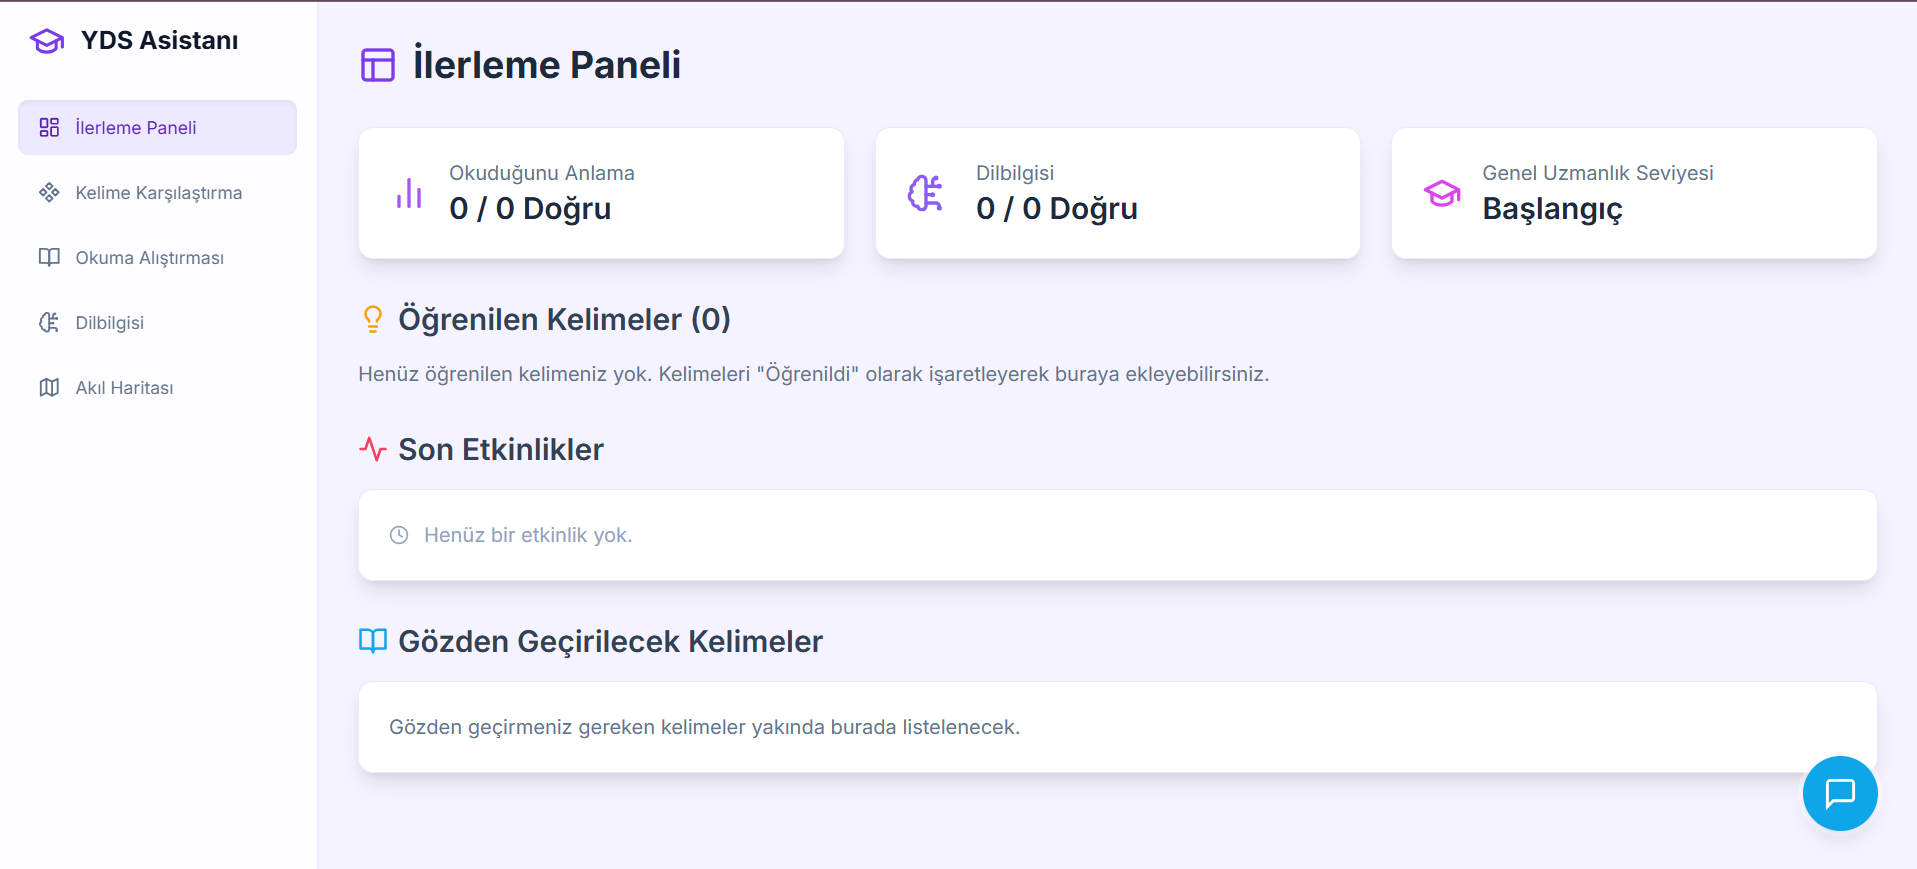 YDS Asistanı
İlerleme Paneli
Kelime Karşılaştırma
Okuma Alıştırması
Dilbilgisi
Akıl Haritası
İlerleme Paneli
Okuduğunu Anlama
0 / 0 Doğru
Dilbilgisi
0 / 0 Doğru
Genel Uzmanlık Seviyesi
Başlangıç
Öğrenilen Kelimeler (0)
Henüz öğrenilen kelimeniz yok. Kelimeleri "Öğrenildi" olarak işaretleyerek buraya ekleyebilirsiniz.
Son Etkinlikler
Henüz bir etkinlik yok.
Gözden Geçirilecek Kelimeler
Gözden geçirmeniz gereken kelimeler yakında burada listelenecek.